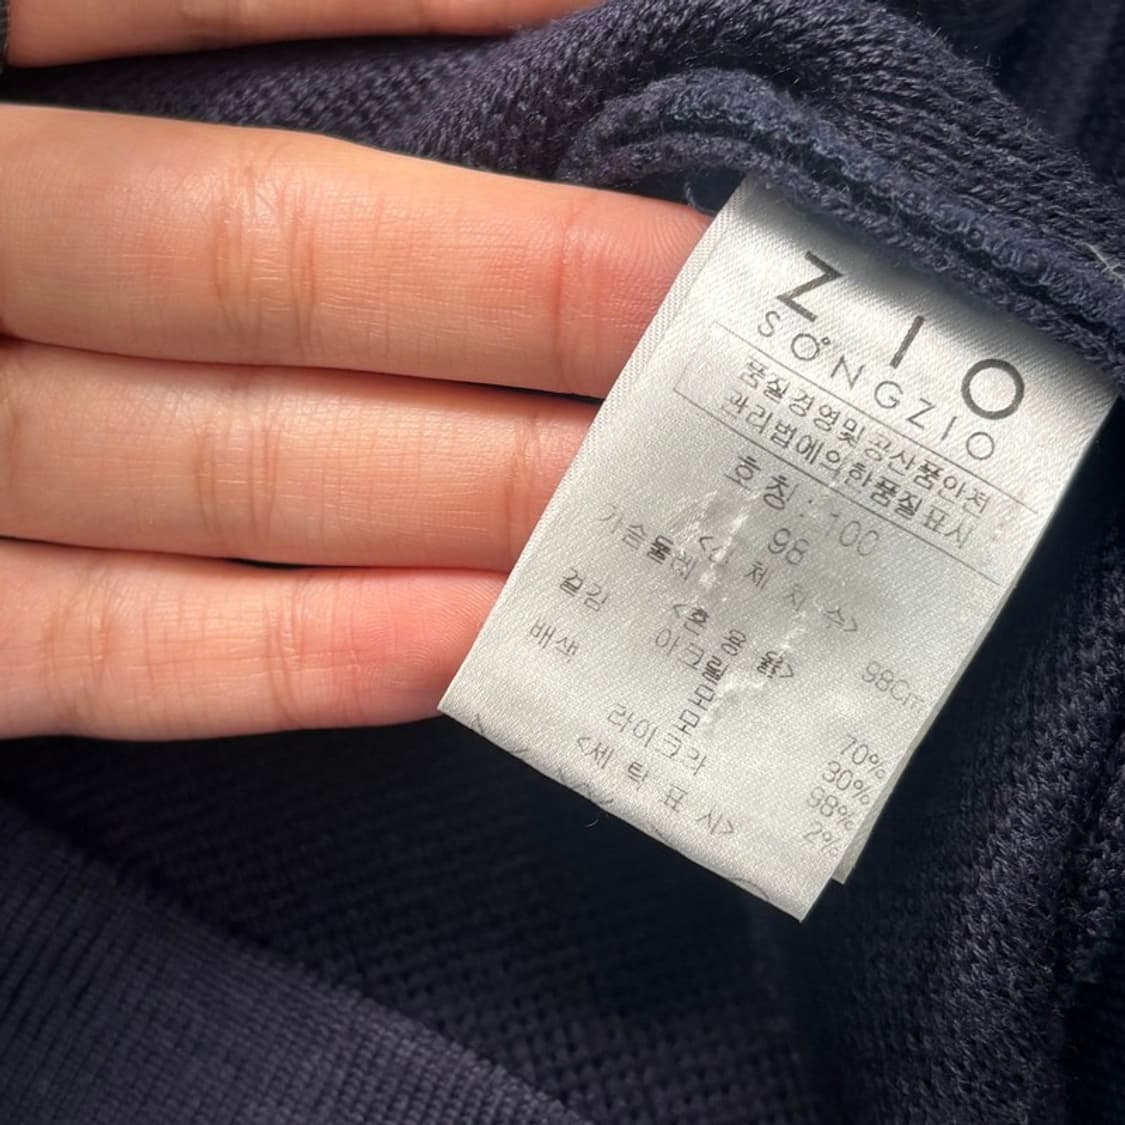 ZIO
SONGZIO
품질경영및공산품안전
관리법에의한품질표시
호칭: 100
98
<신체치수>
가슴둘레 98Cm
<혼용율>
겉감 아크릴 70%
모 30%
배색 모 98%
라이크라 2%
<세탁표시>